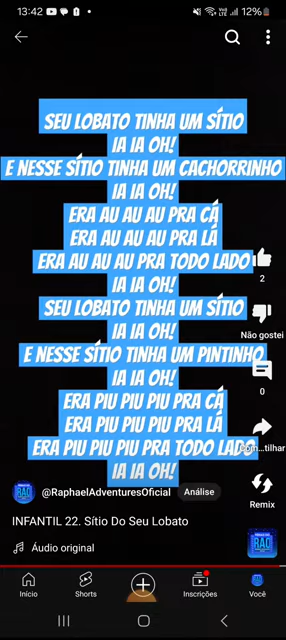 13:42
12%
SEU LOBATO TINHA UM SÍTIO
IA IA OH!
E NESSE SÍTIO TINHA UM CACHORRINHO
IA IA OH!
ERA AU AU AU PRA CÁ
ERA AU AU AU PRA LÁ
ERA AU AU AU PRA TODO LADO
IA IA OH!
SEU LOBATO TINHA UM SÍTIO
IA IA OH!
E NESSE SÍTIO TINHA UM PINTINHO
IA IA OH!
ERA PIU PIU PIU PRA CÁ
ERA PIU PIU PIU PRA LÁ
ERA PIU PIU PIU PRA TODO LADO
IA IA OH!
2
Não gostei
0
Remix
@RaphaelAdventuresOficial Análise
INFANTIL 22. Sítio Do Seu Lobato
Áudio original
RAO
Início Shorts Inscrições Você